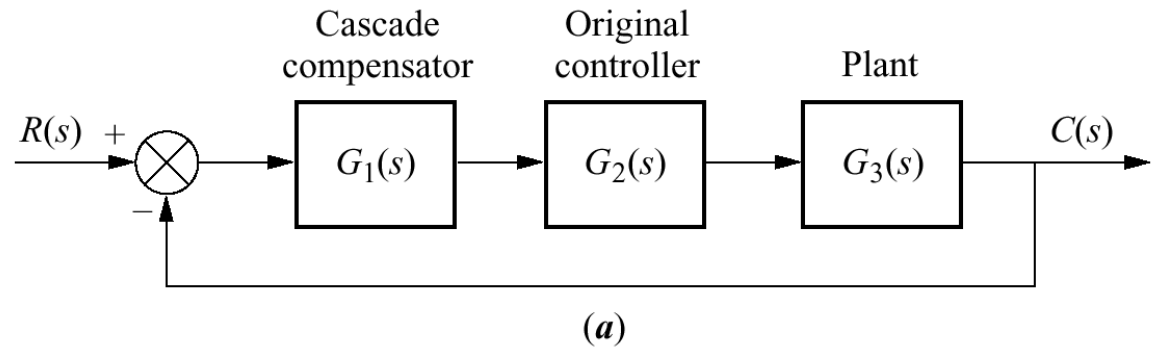 Cascade
compensator
Original
controller
Plant
R(s)
+
−
G₁(s)
G₂(s)
G₃(s)
C(s)
(a)